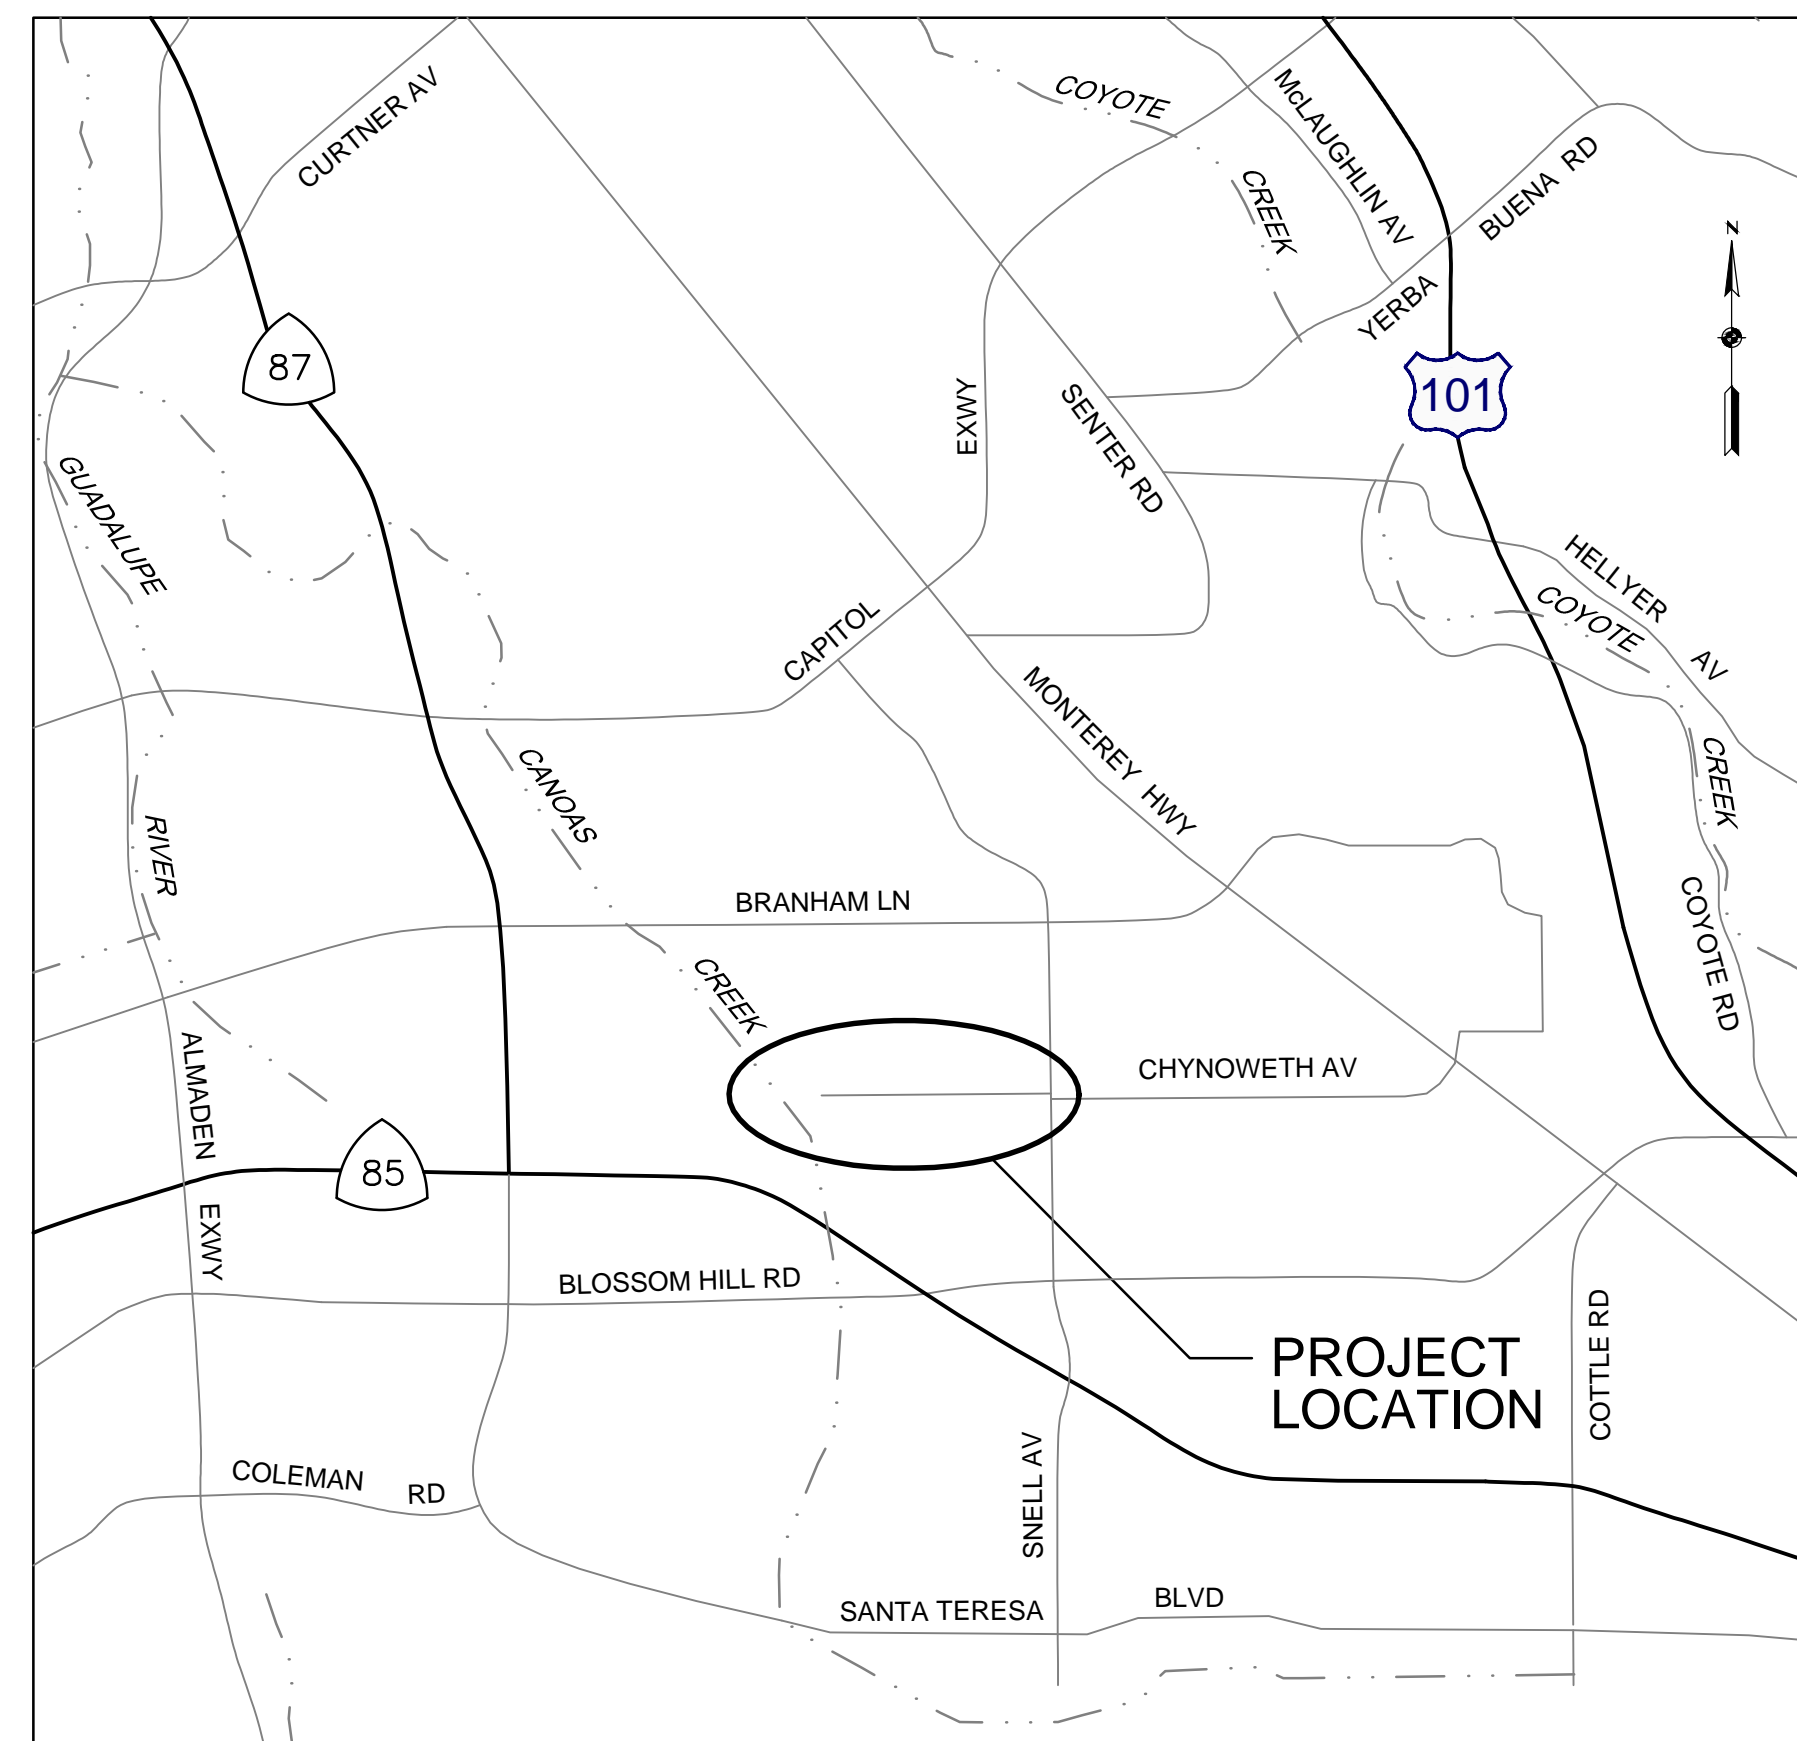 CURTNER AV
COYOTE
CREEK
McLAUGHLIN AV
BUENA RD
YERBA
N
87
101
EXWY
SENTER RD
GUADALUPE
HELLYER
AV
COYOTE
CAPITOL
MONTEREY HWY
CANOAS
CREEK
RIVER
BRANHAM LN
COYOTE RD
CREEK
ALMADEN
CHYNOWETH AV
85
EXWY
BLOSSOM HILL RD
PROJECT
LOCATION
COTTLE RD
SNELL AV
COLEMAN RD
SANTA TERESA BLVD